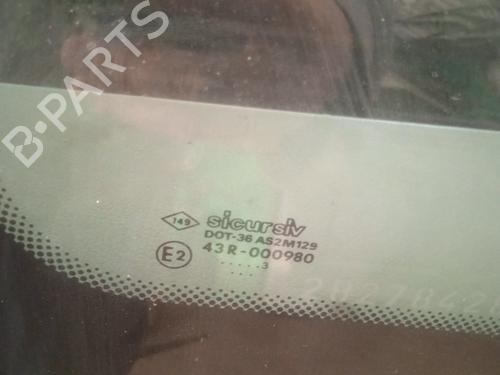 B-PARTS
149 sicursiv
DOT-36 AS2M129
E2 43R-000980
.....3